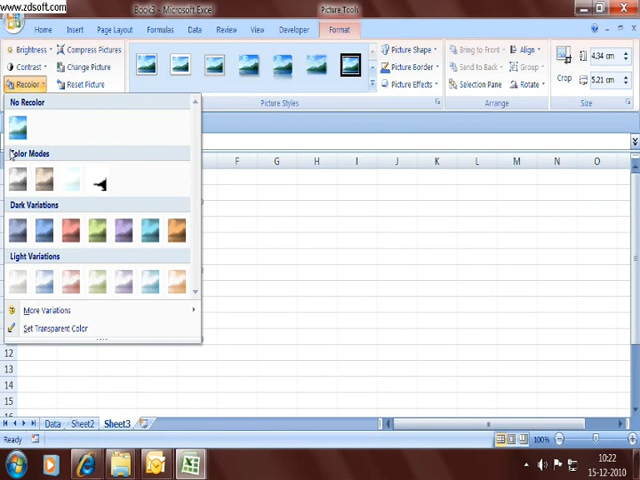 www.zdsoft.com
Book3 - Microsoft Excel
Picture Tools
Home Insert Page Layout Formulas Data Review View Developer Format
Brightness Compress Pictures Picture Shape Bring to Front Align 4.34 cm
Contrast Change Picture Picture Border Send to Back Group 5.21 cm
Recolor Reset Picture Picture Effects Selection Pane Rotate Crop
Picture Styles Arrange Size
No Recolor
Color Modes
Dark Variations
Light Variations
More Variations
Set Transparent Color
F G H I J K L M N O
12
13
14
15
Data Sheet2 Sheet3
Ready 100%
10:22
15-12-2010